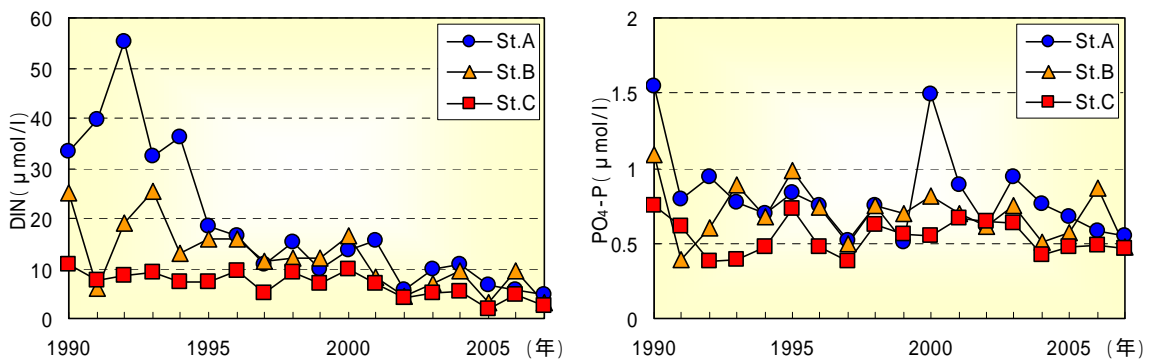 60
50
40
30
20
10
0
DIN(μmol/l)
St.A
St.B
St.C
1990 1995 2000 2005 (年)
2
1.5
1
0.5
0
PO₄-P(μmol/l)
St.A
St.B
St.C
1990 1995 2000 2005 (年)